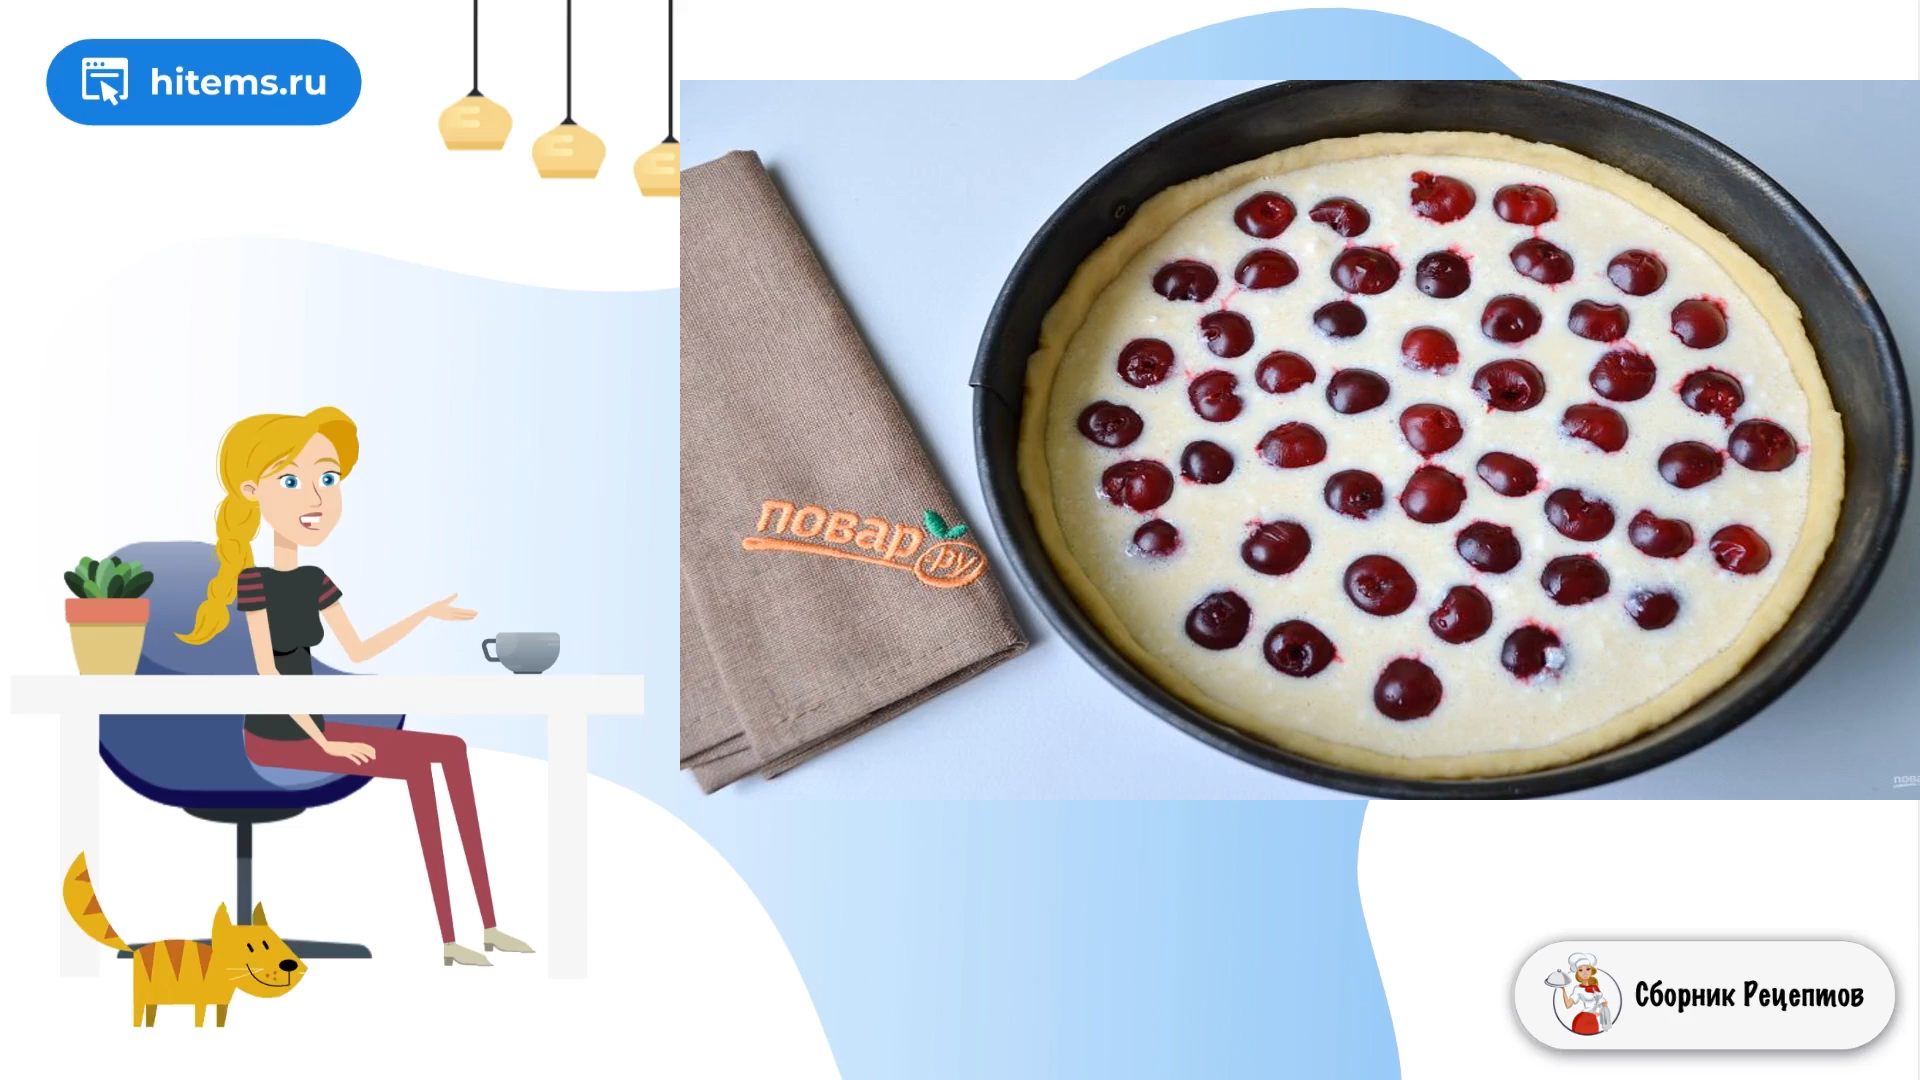 hitems.ru
повар
ру
Сборник Рецептов